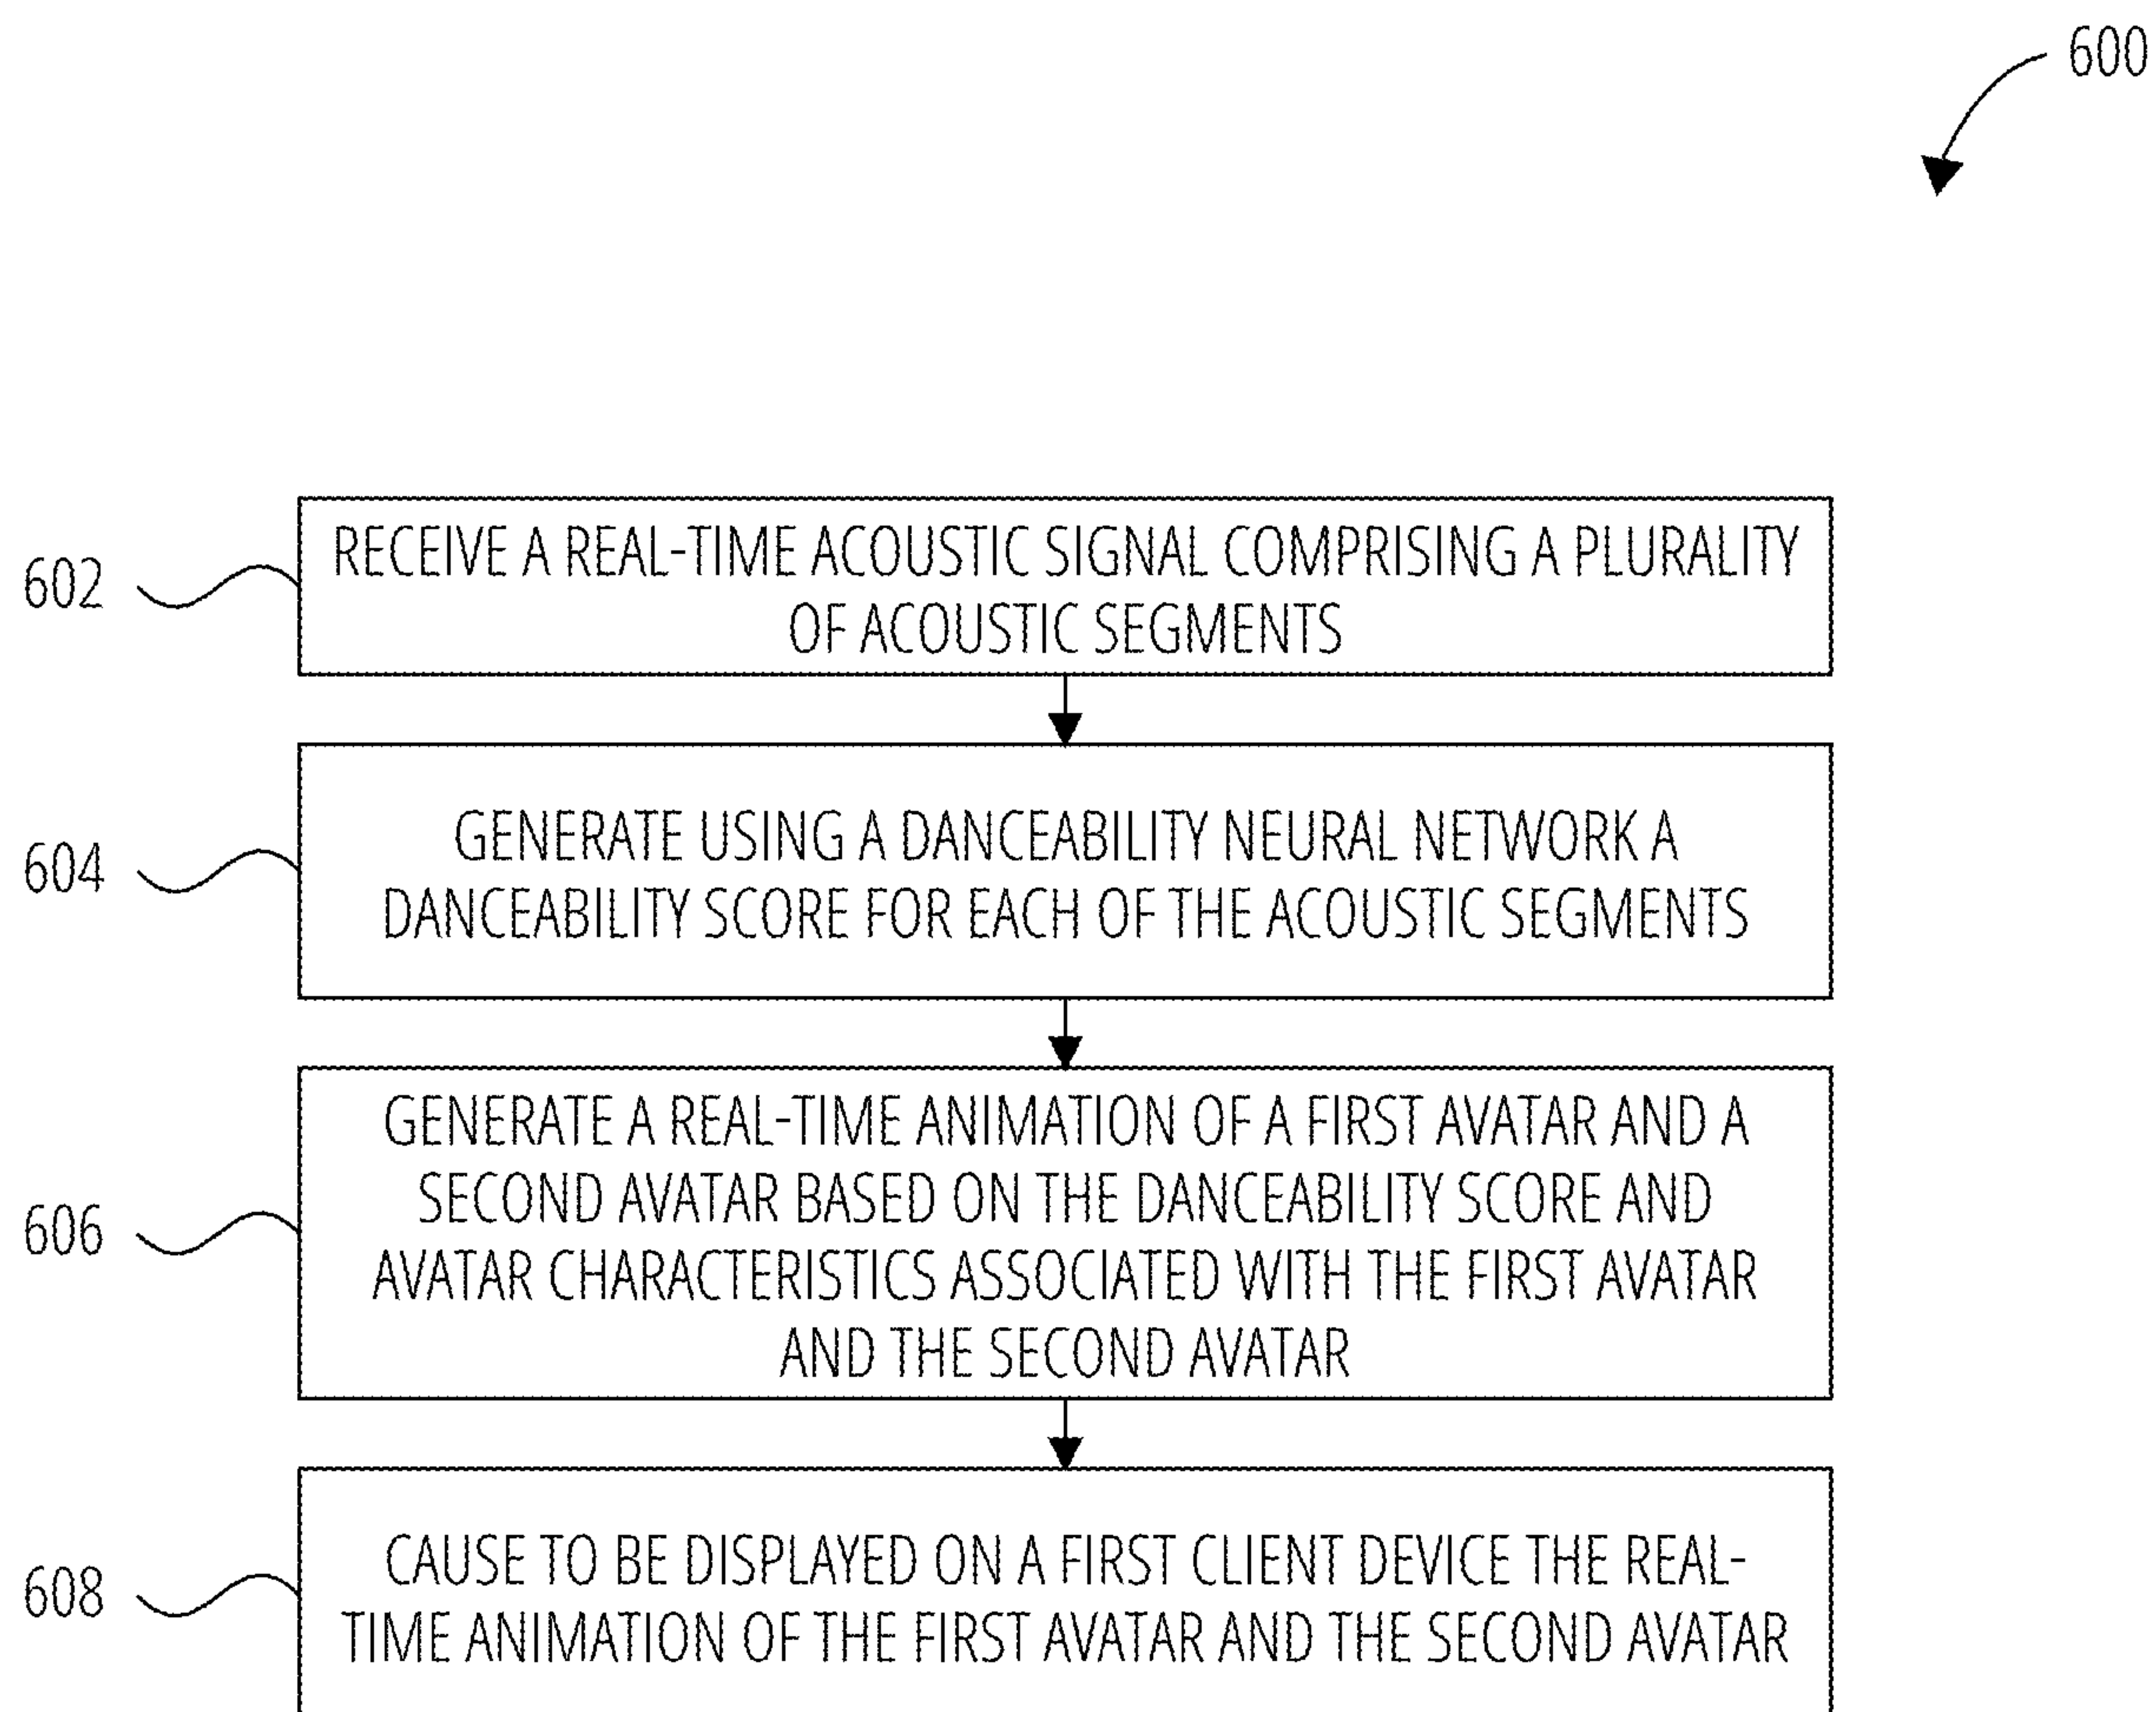 600
602
RECEIVE A REAL-TIME ACOUSTIC SIGNAL COMPRISING A PLURALITY
OF ACOUSTIC SEGMENTS
604
GENERATE USING A DANCEABILITY NEURAL NETWORK A
DANCEABILITY SCORE FOR EACH OF THE ACOUSTIC SEGMENTS
606
GENERATE A REAL-TIME ANIMATION OF A FIRST AVATAR AND A
SECOND AVATAR BASED ON THE DANCEABILITY SCORE AND
AVATAR CHARACTERISTICS ASSOCIATED WITH THE FIRST AVATAR
AND THE SECOND AVATAR
608
CAUSE TO BE DISPLAYED ON A FIRST CLIENT DEVICE THE REAL-
TIME ANIMATION OF THE FIRST AVATAR AND THE SECOND AVATAR